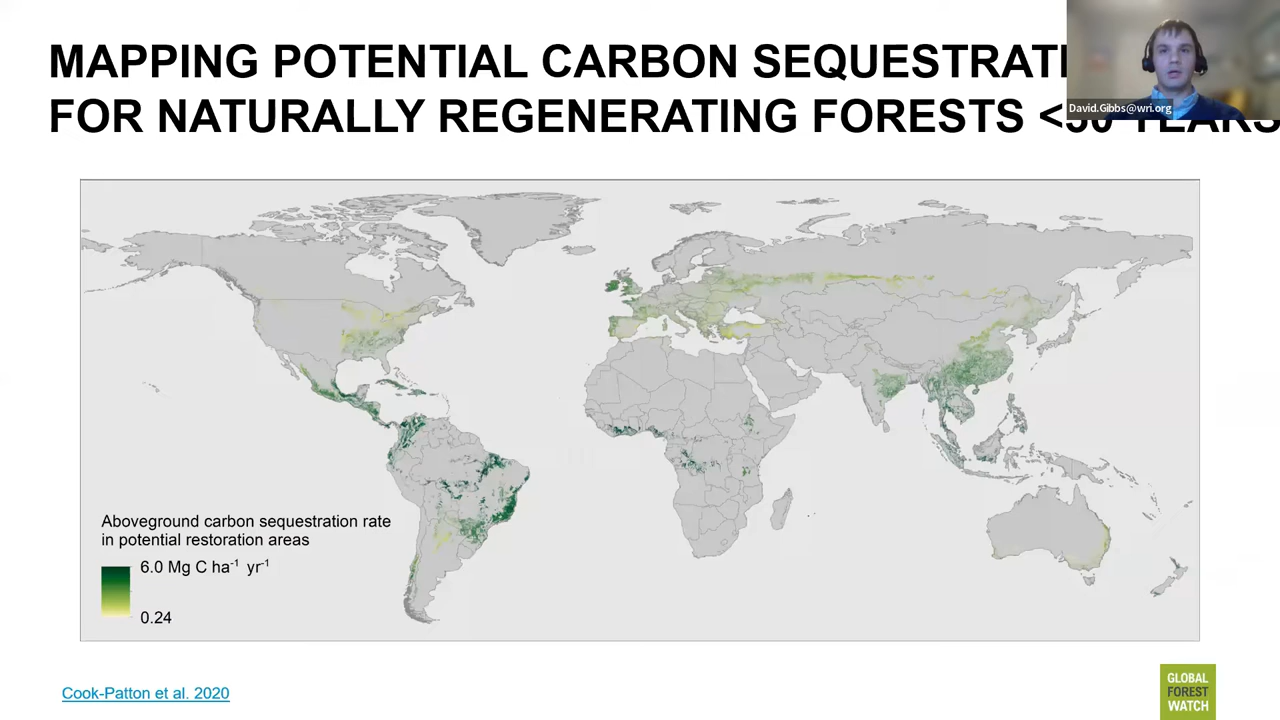 MAPPING POTENTIAL CARBON SEQUESTRATI
FOR NATURALLY REGENERATING FORESTS
David.Gibbs@wri.org
Aboveground carbon sequestration rate
in potential restoration areas
6.0 Mg C ha⁻¹ yr⁻¹
0.24
Cook-Patton et al. 2020
GLOBAL
FOREST
WATCH